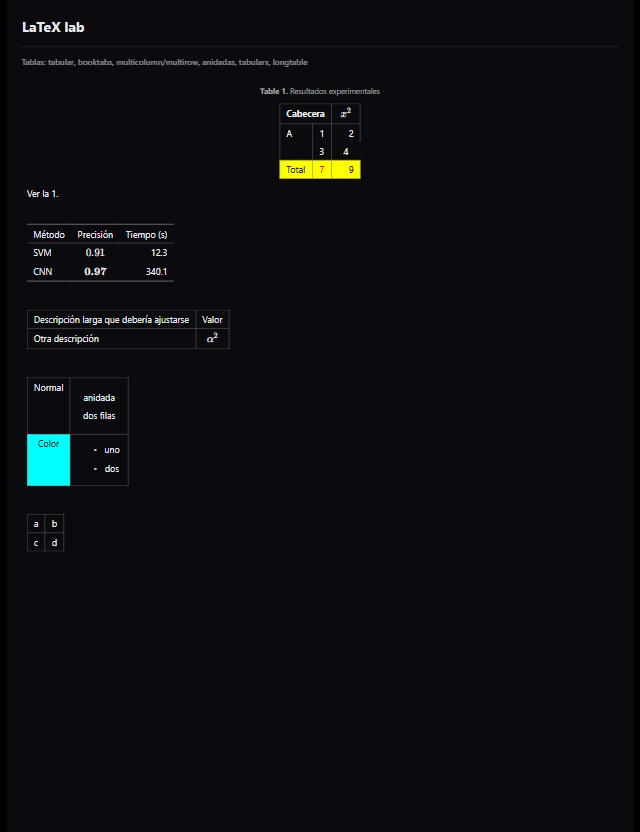 LaTeX lab
Tablas: tabular, booktabs, multicolumn/multirow, anidadas, tabularx, longtable
Table 1. Resultados experimentales
Cabecera x²
A 1 2
3 4
Total 7 9
Ver la 1.
Método Precisión Tiempo (s)
SVM 0.91 12.3
CNN 0.97 340.1
Descripción larga que debería ajustarse Valor
Otra descripción α²
Normal anidada
dos filas
Color - uno
- dos
a b
c d